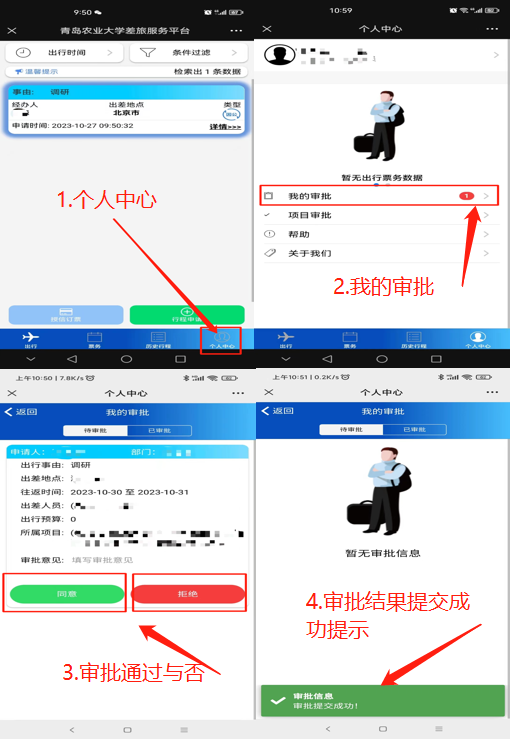 9:50
青岛农业大学差旅服务平台
出行时间
条件过滤
温馨提示
检索出 1 条数据
事由: 调研
经办人 出差地点 类型
北京市
申请时间: 2023-10-27 09:50:32 详情>>>
1.个人中心
行程申请
出行 票务 历史行程 个人中心
10:59
个人中心
暂无出行票务数据
我的审批 1
项目审批
帮助
关于我们
2.我的审批
出行 票务 历史行程 个人中心
上午10:50 | 7.8K/s
个人中心
返回 我的审批
待审批 已审批
申请人: 部门:
出行事由: 调研
出差地点:
往返时间: 2023-10-30 至 2023-10-31
出差人员:
出行预算: 0
所属项目:
审批意见: 填写审批意见
同意 拒绝
3.审批通过与否
上午10:51 | 0.2K/s
个人中心
返回 我的审批
待审批 已审批
暂无审批信息
4.审批结果提交成
功提示
审批信息
审批提交成功!